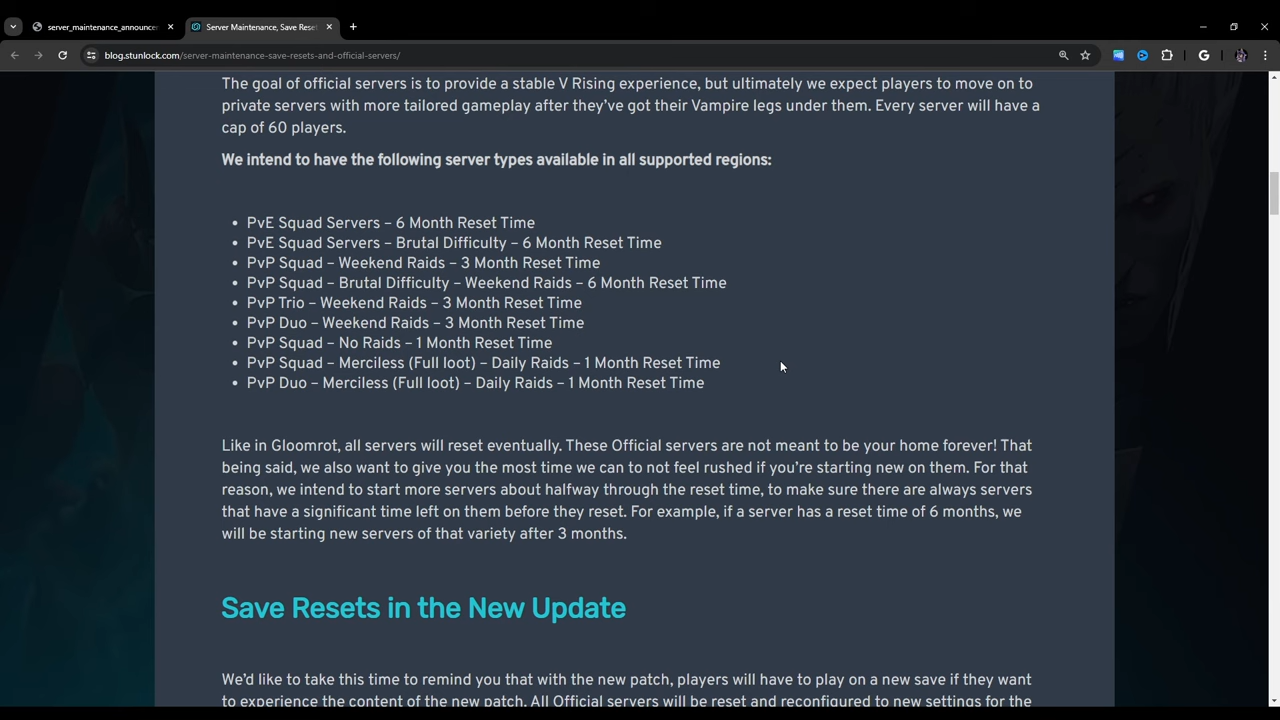 server_maintenance_announce
Server Maintenance, Save Rese
blog.stunlock.com/server-maintenance-save-resets-and-official-servers/
The goal of official servers is to provide a stable V Rising experience, but ultimately we expect players to move on to
private servers with more tailored gameplay after they've got their Vampire legs under them. Every server will have a
cap of 60 players.
We intend to have the following server types available in all supported regions:
• PvE Squad Servers – 6 Month Reset Time
• PvE Squad Servers – Brutal Difficulty – 6 Month Reset Time
• PvP Squad – Weekend Raids – 3 Month Reset Time
• PvP Squad – Brutal Difficulty – Weekend Raids – 6 Month Reset Time
• PvP Trio – Weekend Raids – 3 Month Reset Time
• PvP Duo – Weekend Raids – 3 Month Reset Time
• PvP Squad – No Raids – 1 Month Reset Time
• PvP Squad – Merciless (Full loot) – Daily Raids – 1 Month Reset Time
• PvP Duo – Merciless (Full loot) – Daily Raids – 1 Month Reset Time
Like in Gloomrot, all servers will reset eventually. These Official servers are not meant to be your home forever! That
being said, we also want to give you the most time we can to not feel rushed if you're starting new on them. For that
reason, we intend to start more servers about halfway through the reset time, to make sure there are always servers
that have a significant time left on them before they reset. For example, if a server has a reset time of 6 months, we
will be starting new servers of that variety after 3 months.
Save Resets in the New Update
We'd like to take this time to remind you that with the new patch, players will have to play on a new save if they want
to experience the content of the new patch. All Official servers will be reset and reconfigured to new settings for the